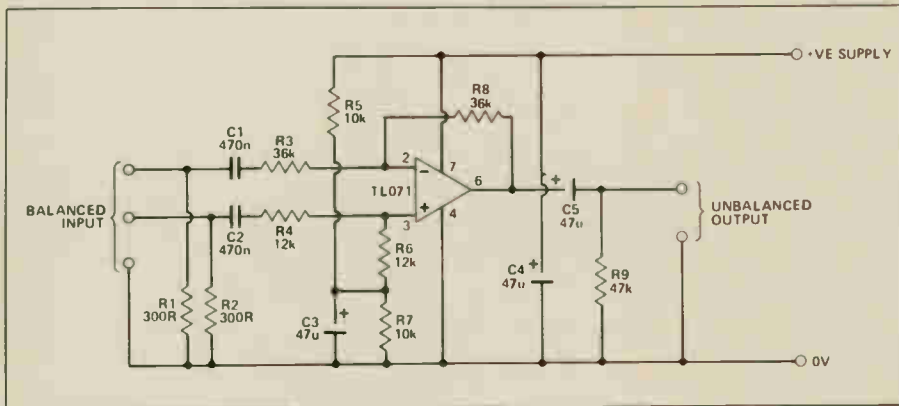 +VE SUPPLY
R5
10k
R8
36k
C1
470n
R3
36k
2
7
TL071
6
BALANCED
INPUT
C2
470n
R4
12k
3
4
C5
47u
UNBALANCED
OUTPUT
R6
12k
C4
47u
R9
47k
R1
300R
R2
300R
C3
47u
R7
10k
0V